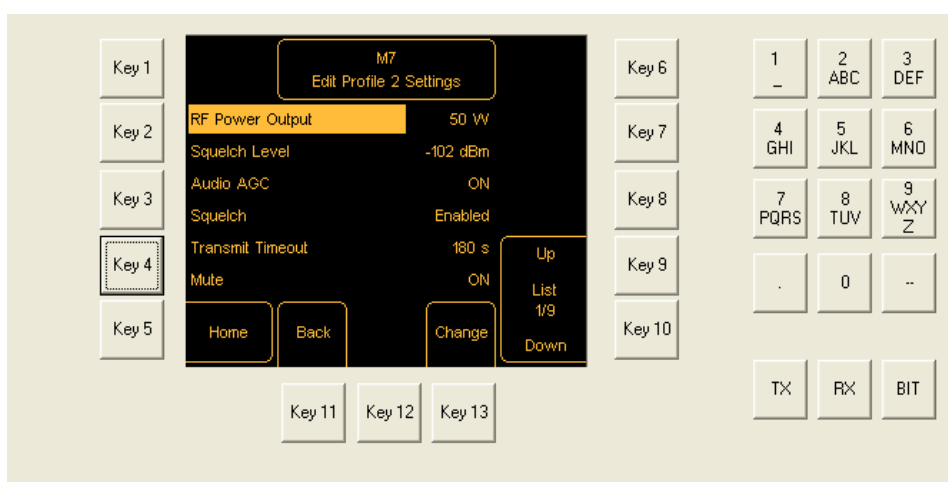 M7
Edit Profile 2 Settings
RF Power Output 50 W
Squelch Level -102 dBm
Audio AGC ON
Squelch Enabled
Transmit Timeout 180 s
Mute ON
Home Back Change
Up
List
1/9
Down
Key 1
Key 2
Key 3
Key 4
Key 5
Key 6
Key 7
Key 8
Key 9
Key 10
Key 11 Key 12 Key 13
1 2 3
_ ABC DEF
4 5 6
GHI JKL MNO
7 8 9
PQRS TUV WXY
Z
. 0 --
TX RX BIT